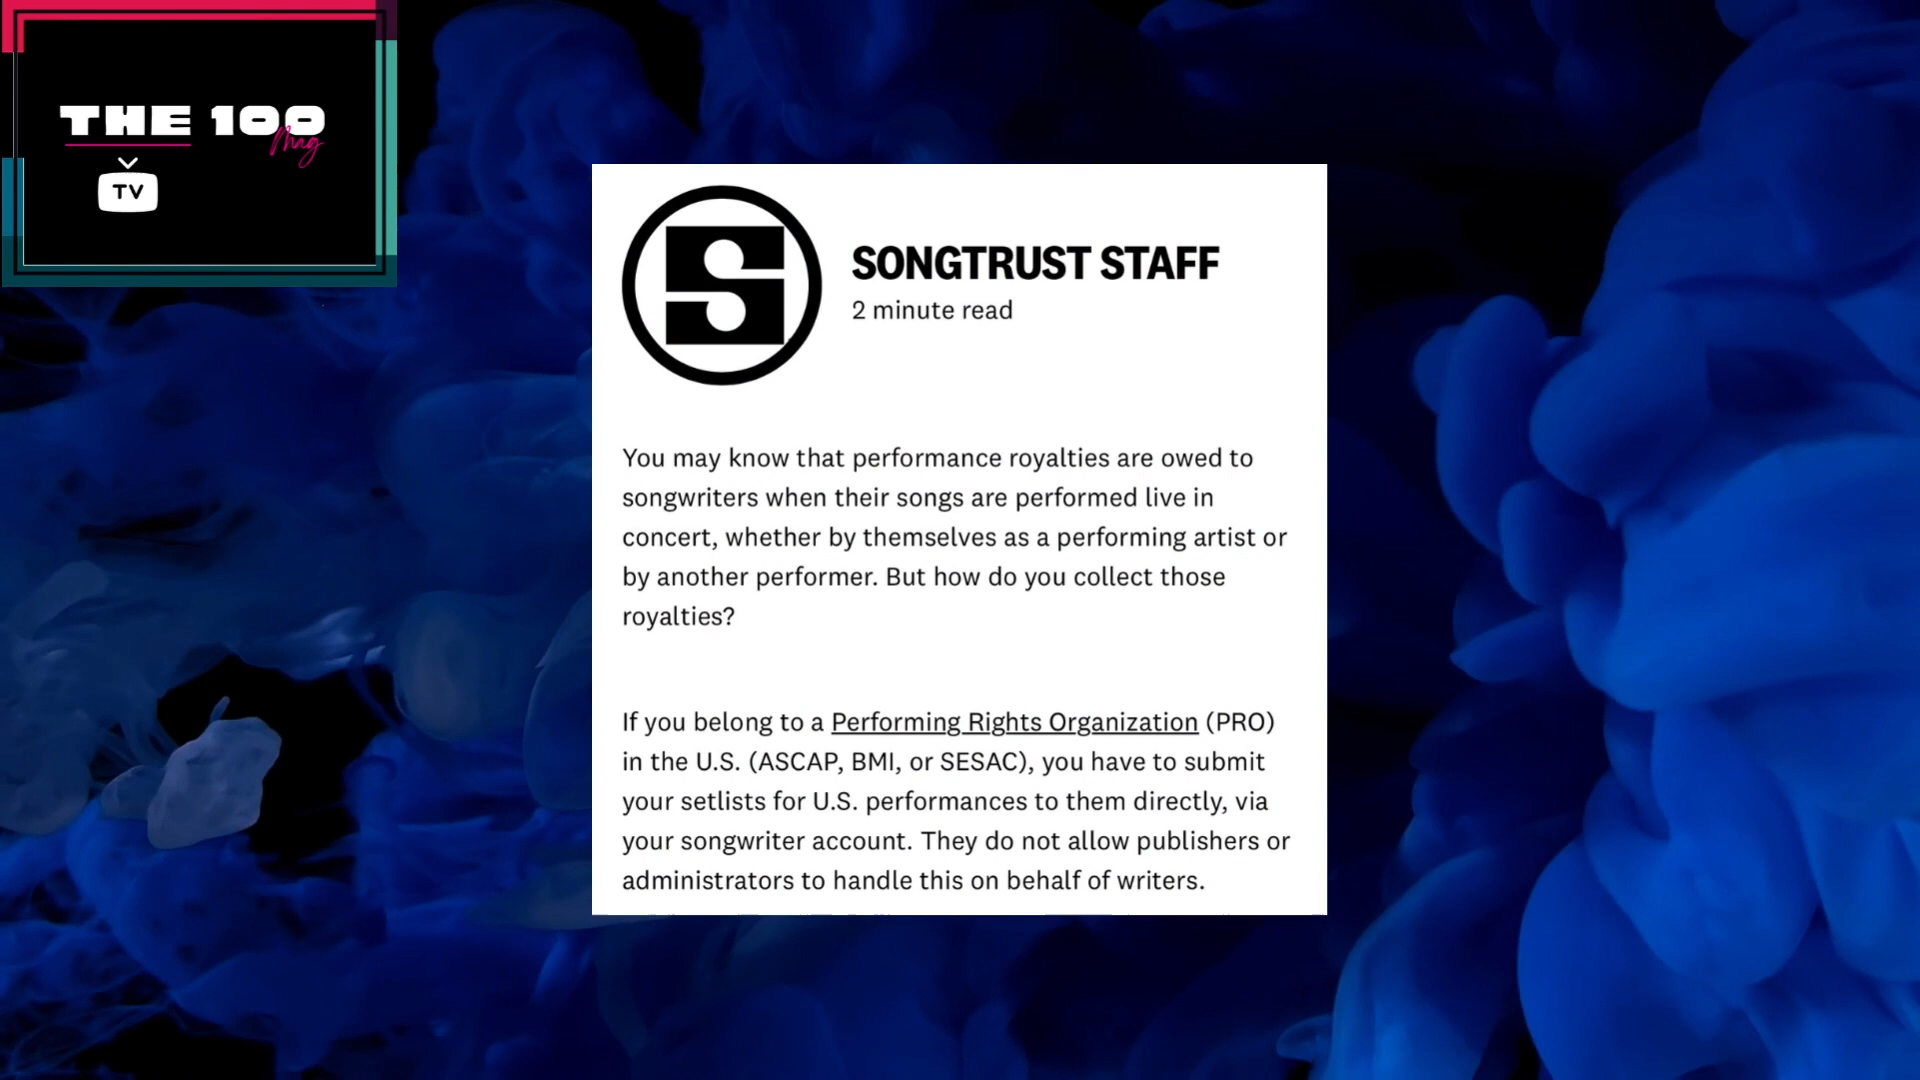 THE 100
Mag
TV
S
SONGTRUST STAFF
2 minute read
You may know that performance royalties are owed to
songwriters when their songs are performed live in
concert, whether by themselves as a performing artist or
by another performer. But how do you collect those
royalties?
If you belong to a Performing Rights Organization (PRO)
in the U.S. (ASCAP, BMI, or SESAC), you have to submit
your setlists for U.S. performances to them directly, via
your songwriter account. They do not allow publishers or
administrators to handle this on behalf of writers.